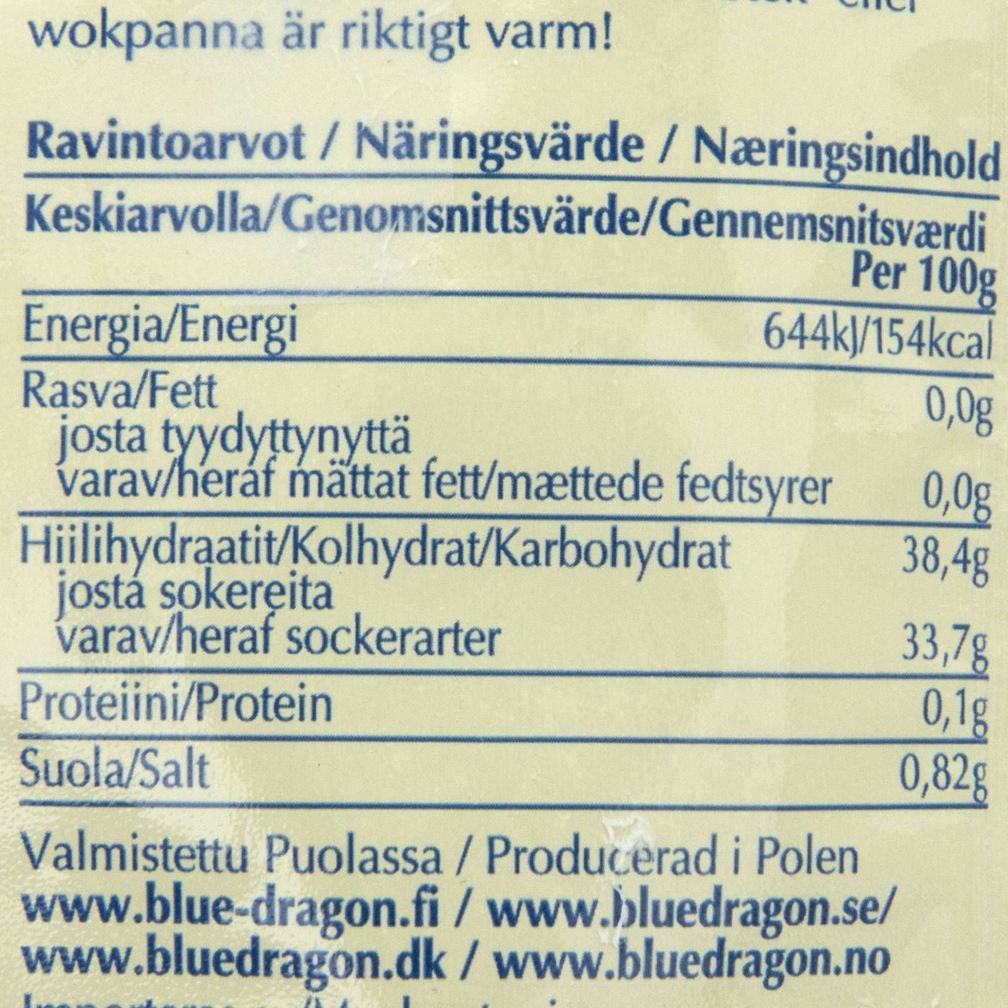 wokpanna är riktigt varm!
Ravintoarvot / Näringsvärde / Næringsindhold
Keskiarvolla/Genomsnittsvärde/Gennemsnitsværdi
Per 100g
Energia/Energi 644kJ/154kcal
Rasva/Fett 0,0g
josta tyydyttynyttä
varav/heraf mättat fett/mættede fedtsyrer 0,0g
Hiilihydraatit/Kolhydrat/Karbohydrat 38,4g
josta sokereita
varav/heraf sockerarter 33,7g
Proteiini/Protein 0,1g
Suola/Salt 0,82g
Valmistettu Puolassa / Producerad i Polen
www.blue-dragon.fi / www.bluedragon.se/
www.bluedragon.dk / www.bluedragon.no